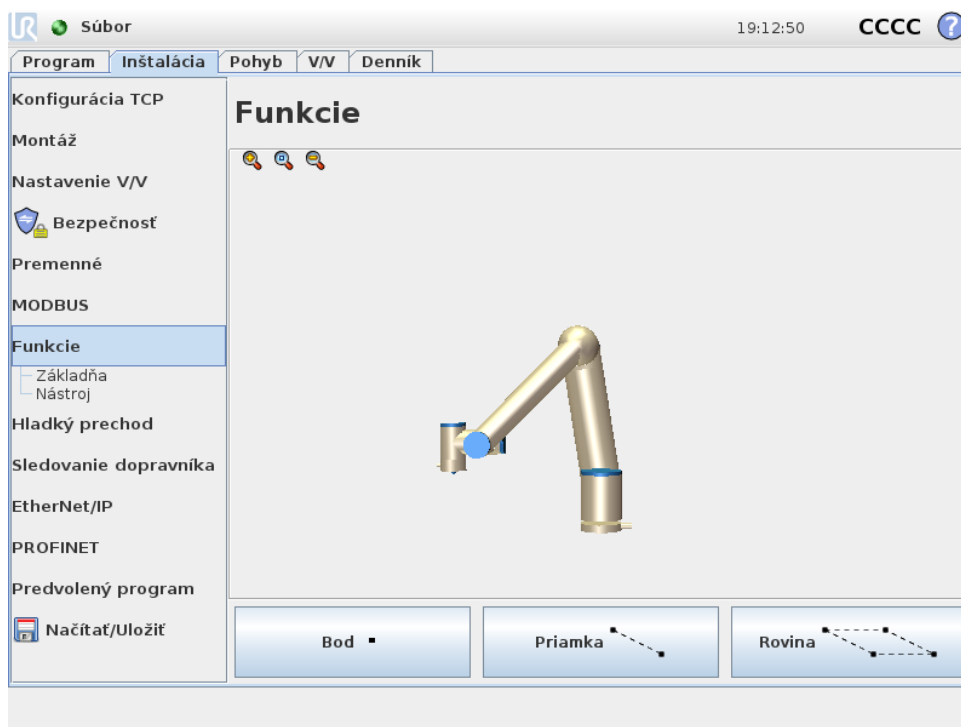 UR Súbor 19:12:50 CCCC ?
Program Inštalácia Pohyb V/V Denník
Konfigurácia TCP
Montáž
Nastavenie V/V
Bezpečnosť
Premenné
MODBUS
Funkcie
Základňa
Nástroj
Hladký prechod
Sledovanie dopravníka
EtherNet/IP
PROFINET
Predvolený program
Načítať/Uložiť
Funkcie
Bod Priamka Rovina